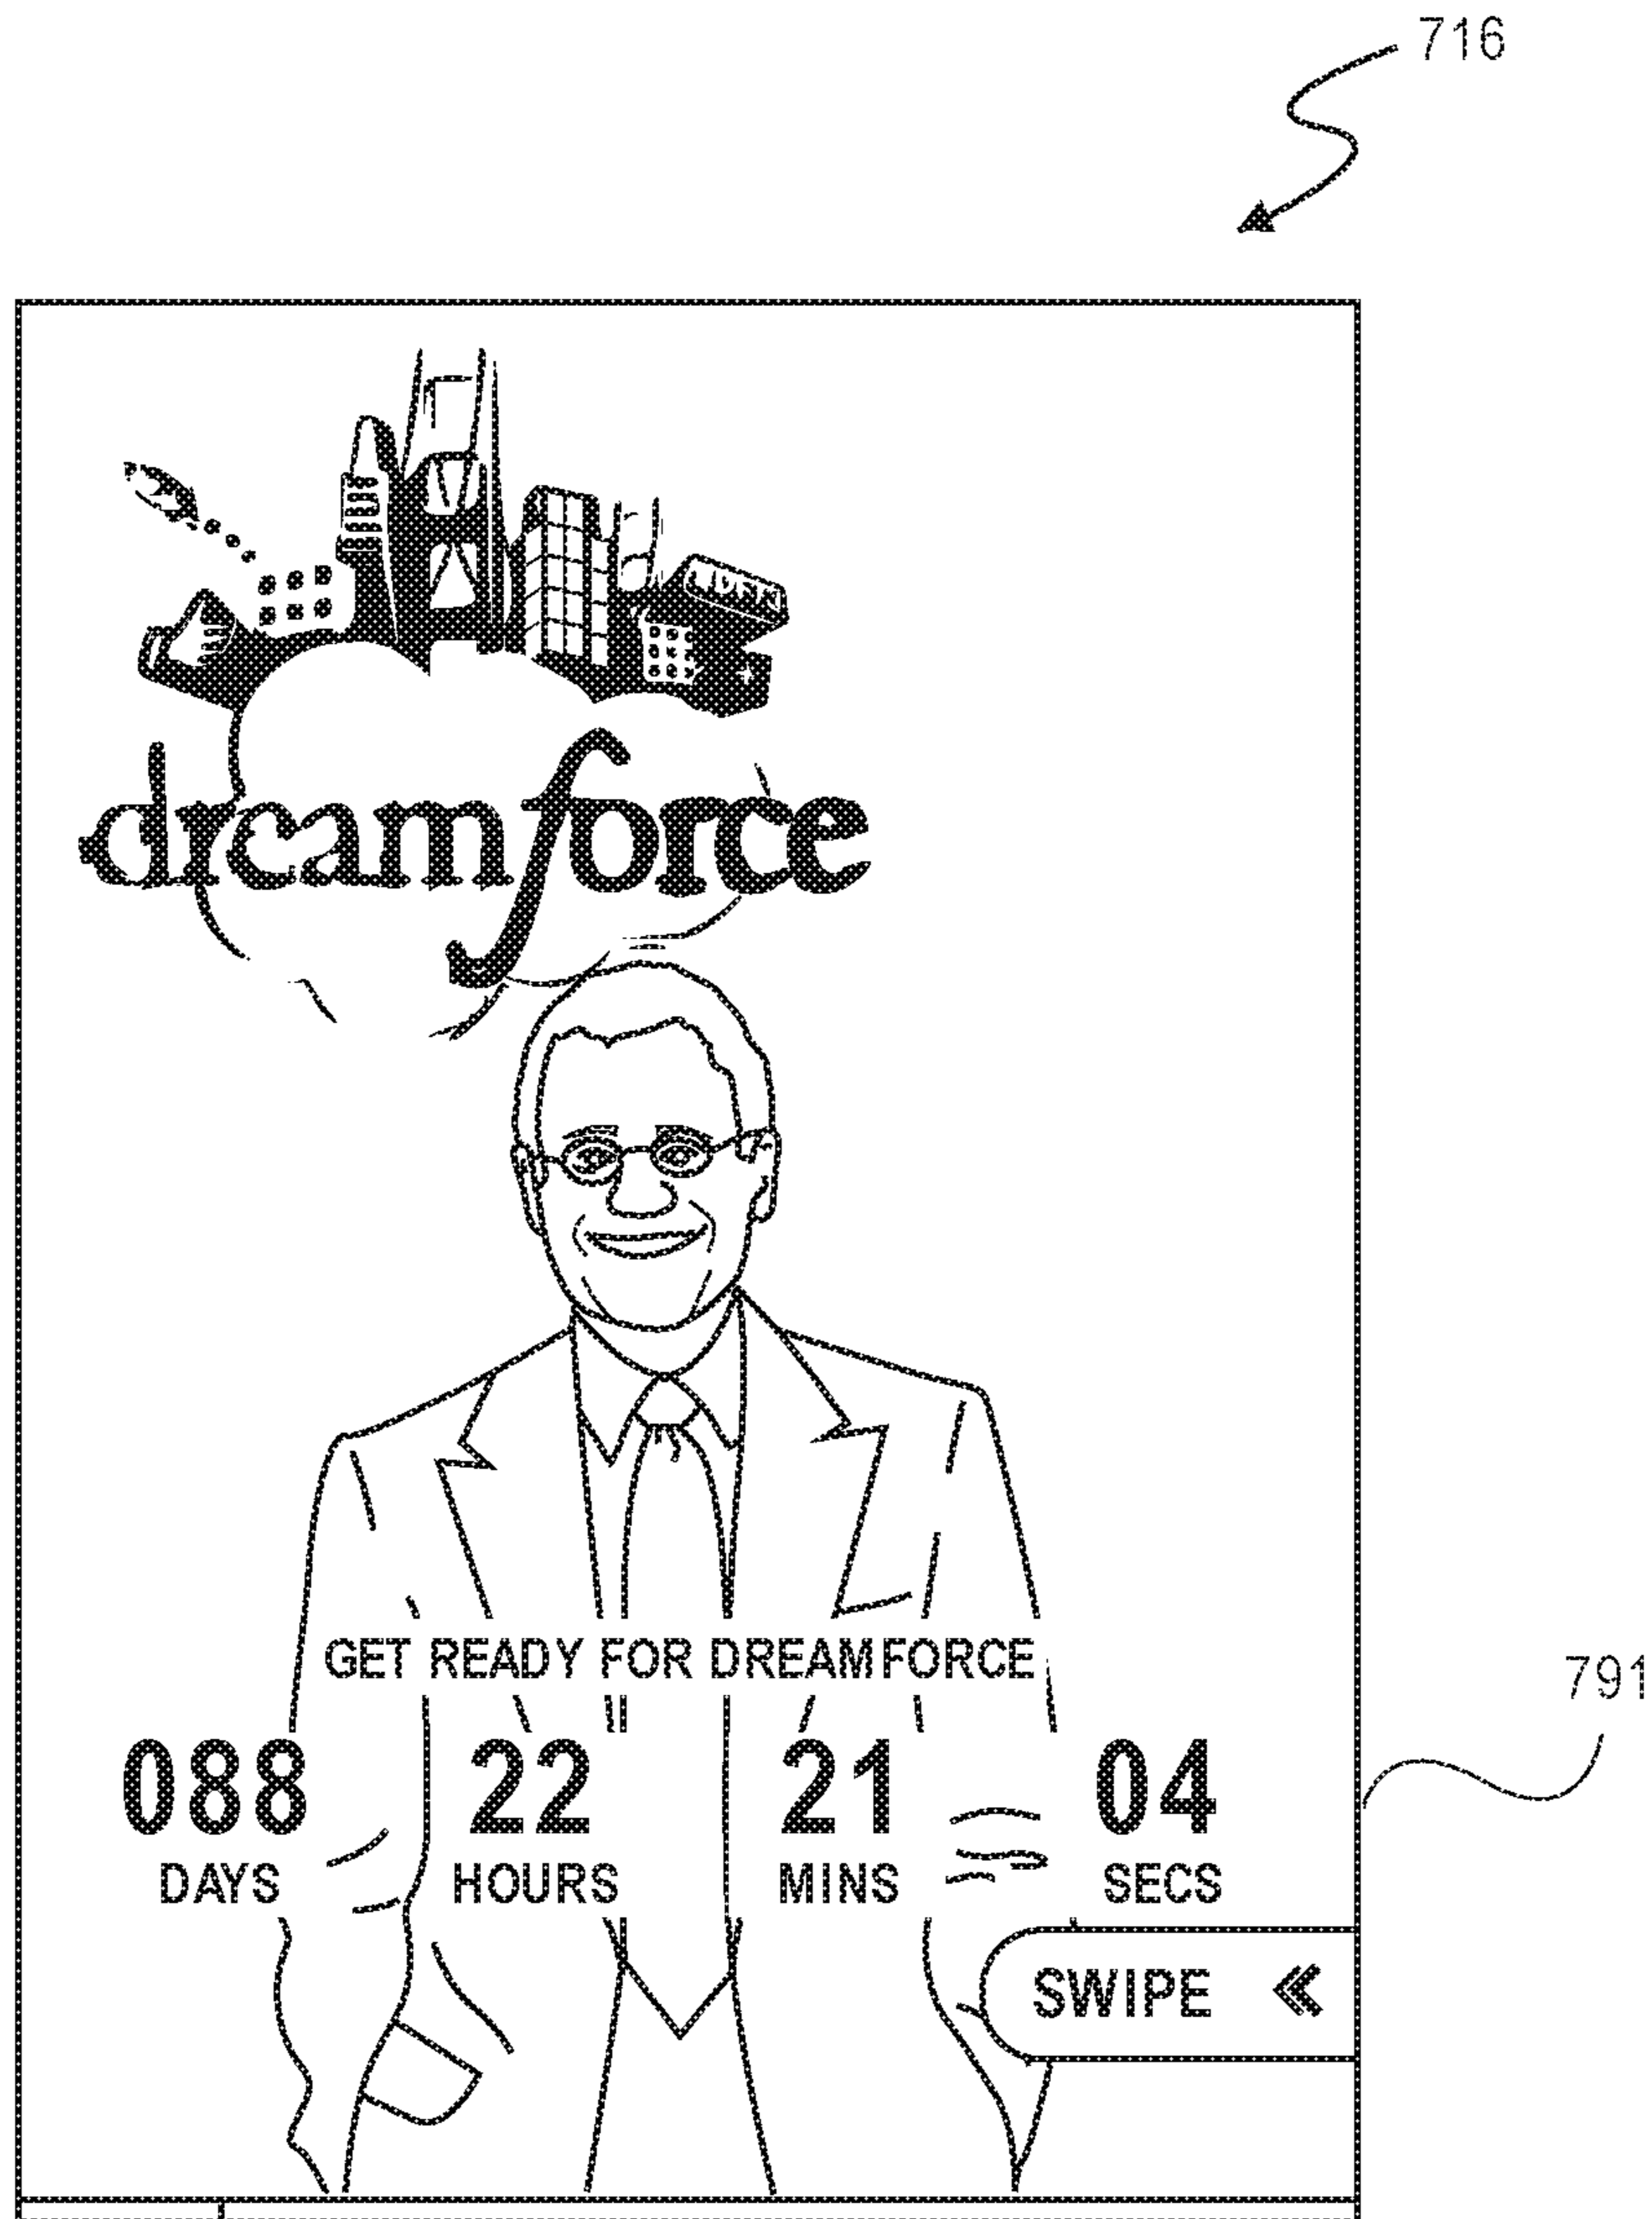 716
dreamforce
GET READY FOR DREAMFORCE
791
088 22 21 04
DAYS HOURS MINS SECS
SWIPE «